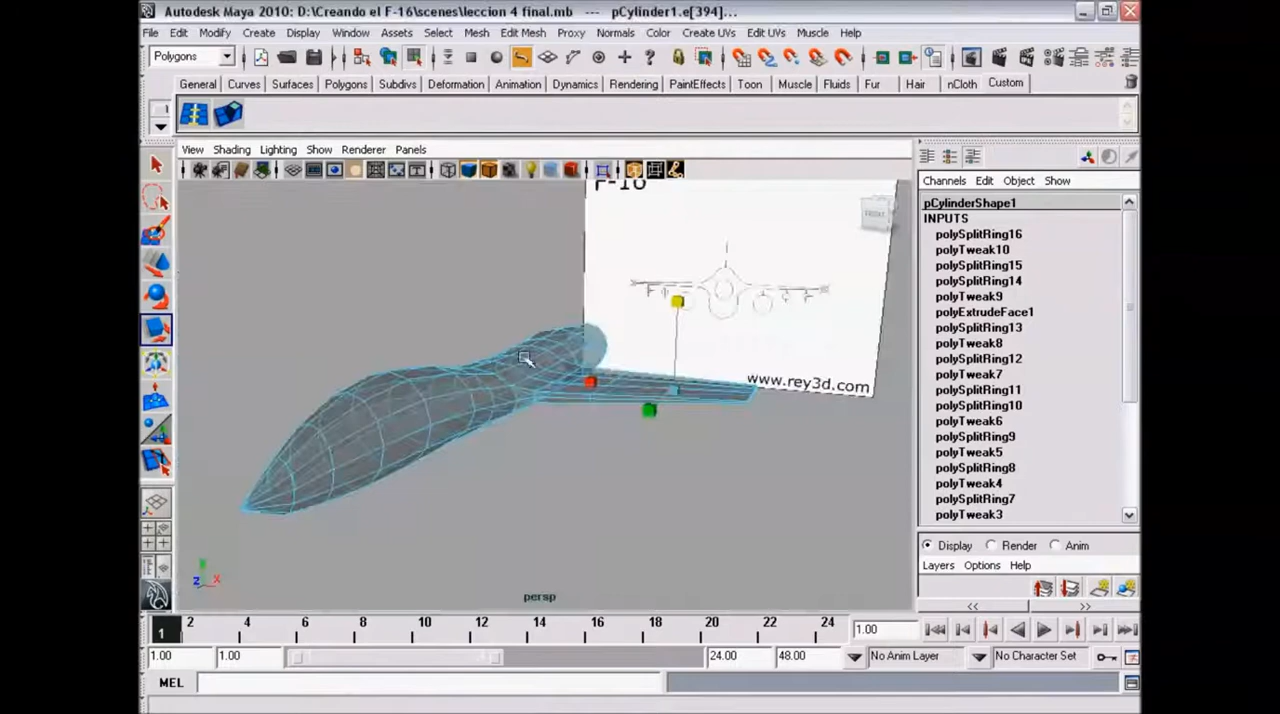 Autodesk Maya 2010: D:\Creando el F-16\scenes\leccion 4 final.mb --- pCylinder1.e[394]...
File Edit Modify Create Display Window Assets Select Mesh Edit Mesh Proxy Normals Color Create UVs Edit UVs Muscle Help
Polygons
General Curves Surfaces Polygons Subdivs Deformation Animation Dynamics Rendering PaintEffects Toon Muscle Fluids Fur Hair nCloth Custom
View Shading Lighting Show Renderer Panels
Channels Edit Object Show
F-16
FRONT
pCylinderShape1
INPUTS
polySplitRing16
polyTweak10
polySplitRing15
polySplitRing14
polyTweak9
polyExtrudeFace1
polySplitRing13
polyTweak8
polySplitRing12
polyTweak7
polySplitRing11
polySplitRing10
polyTweak6
polySplitRing9
polyTweak5
polySplitRing8
polyTweak4
polySplitRing7
polyTweak3
www.rey3d.com
Display Render Anim
Layers Options Help
y
z x
persp
1 2 4 6 8 10 12 14 16 18 20 22 24 1.00
1.00 1.00 24.00 48.00 No Anim Layer No Character Set
MEL